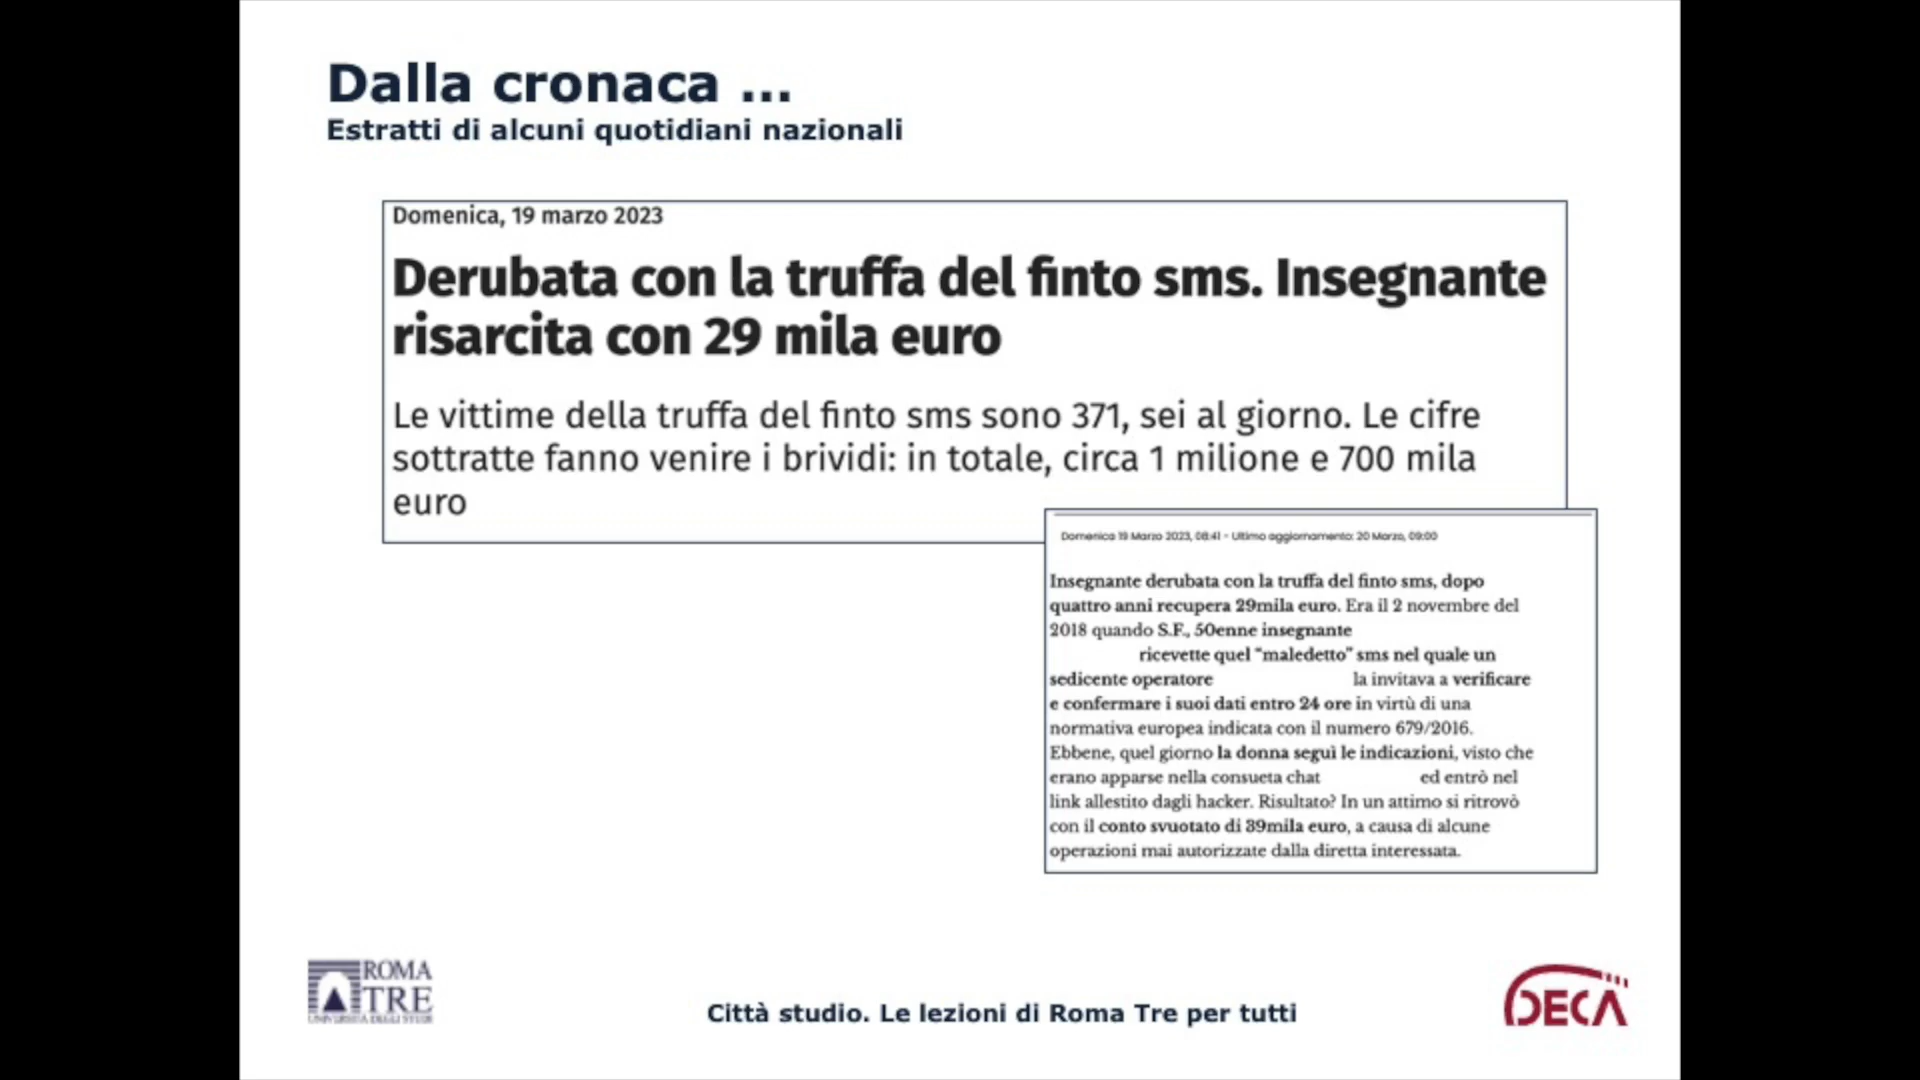 Dalla cronaca ...
Estratti di alcuni quotidiani nazionali
Domenica, 19 marzo 2023
Derubata con la truffa del finto sms. Insegnante
risarcita con 29 mila euro
Le vittime della truffa del finto sms sono 371, sei al giorno. Le cifre
sottratte fanno venire i brividi: in totale, circa 1 milione e 700 mila
euro
Domenica 19 Marzo 2023, 08:41 - Ultimo aggiornamento: 20 Marzo, 09:00
Insegnante derubata con la truffa del finto sms, dopo
quattro anni recupera 29mila euro. Era il 2 novembre del
2018 quando S.F., 50enne insegnante
ricevette quel "maledetto" sms nel quale un
sedicente operatore la invitava a verificare
e confermare i suoi dati entro 24 ore in virtù di una
normativa europea indicata con il numero 679/2016.
Ebbene, quel giorno la donna seguì le indicazioni, visto che
erano apparse nella consueta chat ed entrò nel
link allestito dagli hacker. Risultato? In un attimo si ritrovò
con il conto svuotato di 39mila euro, a causa di alcune
operazioni mai autorizzate dalla diretta interessata.
ROMA
TRE
UNIVERSITÀ DEGLI STUDI
Città studio. Le lezioni di Roma Tre per tutti
DECA